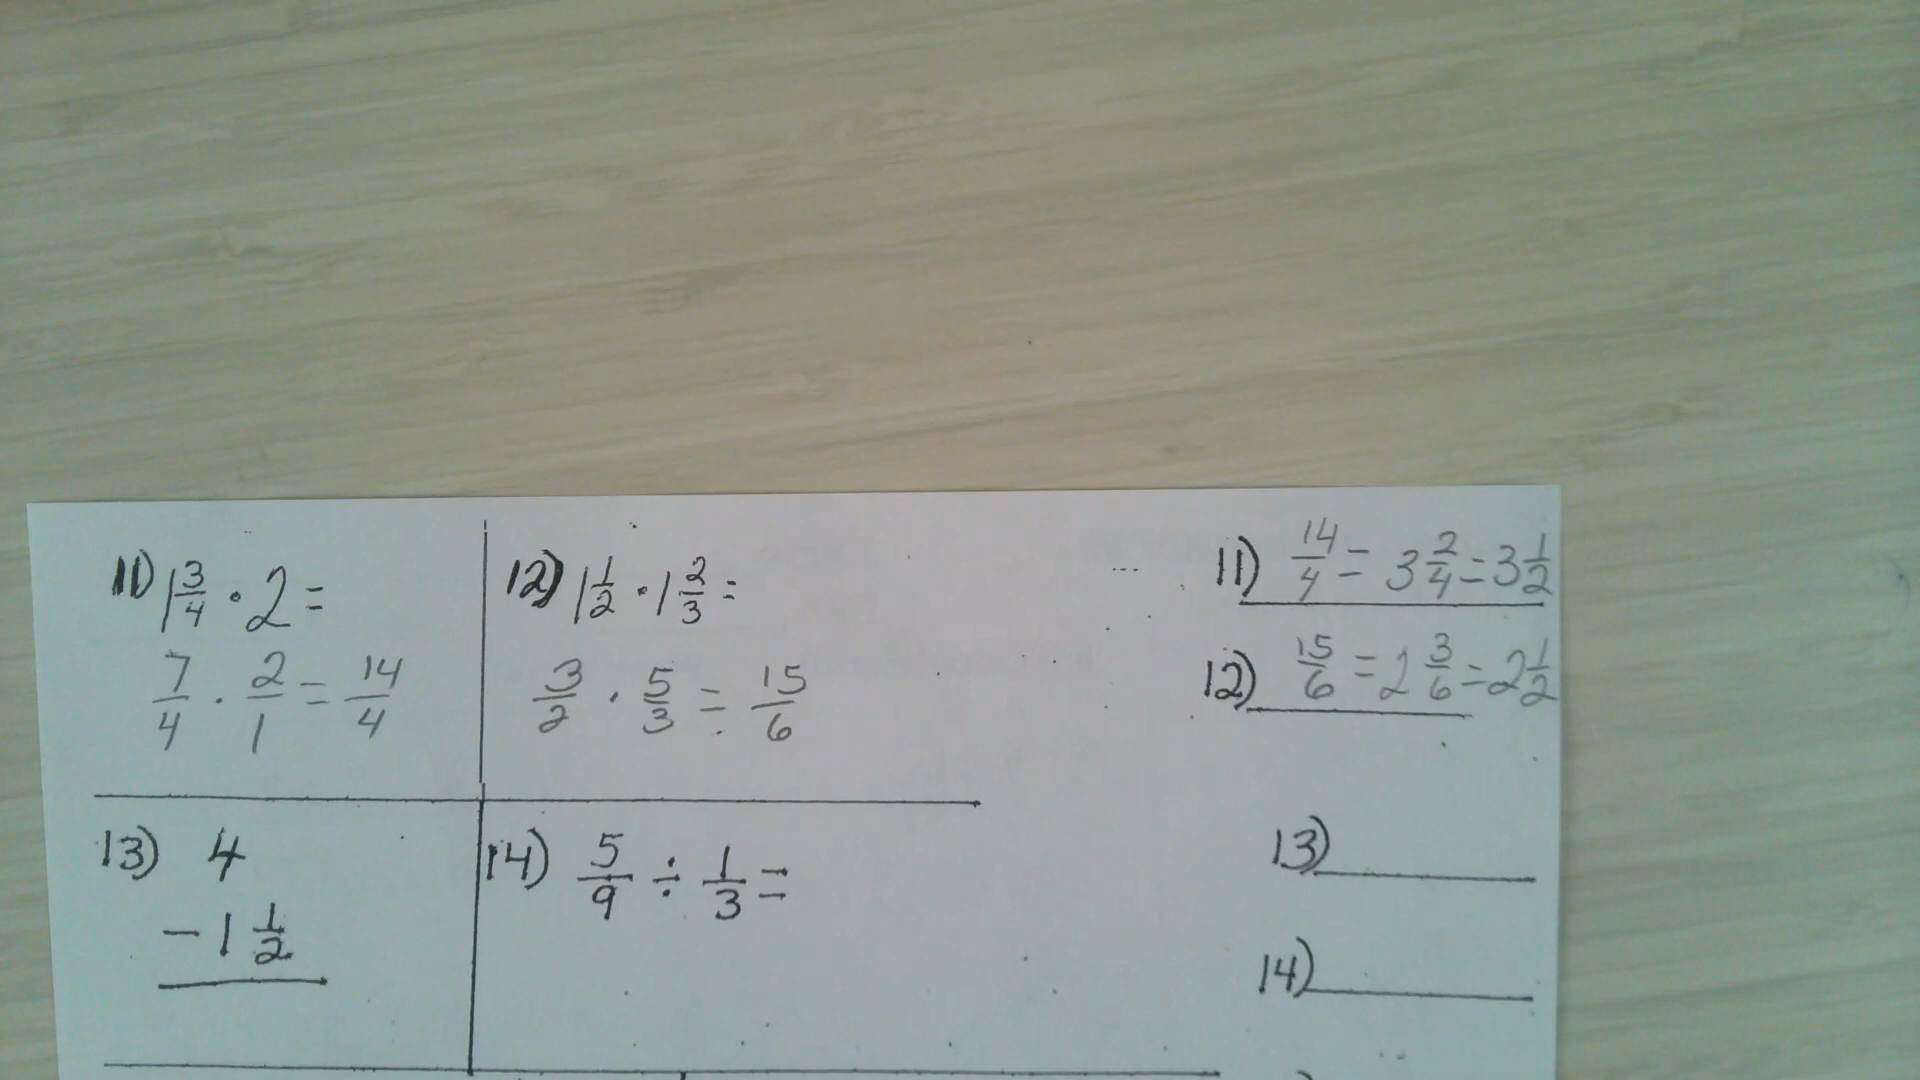 11) 1 3/4 · 2 =
7/4 · 2/1 = 14/4
12) 1 1/2 · 1 2/3 =
3/2 · 5/3 = 15/6
11) 14/4 = 3 2/4 = 3 1/2
12) 15/6 = 2 3/6 = 2 1/2
13) 4
- 1 1/2
14) 5/9 ÷ 1/3 =
13)
14)